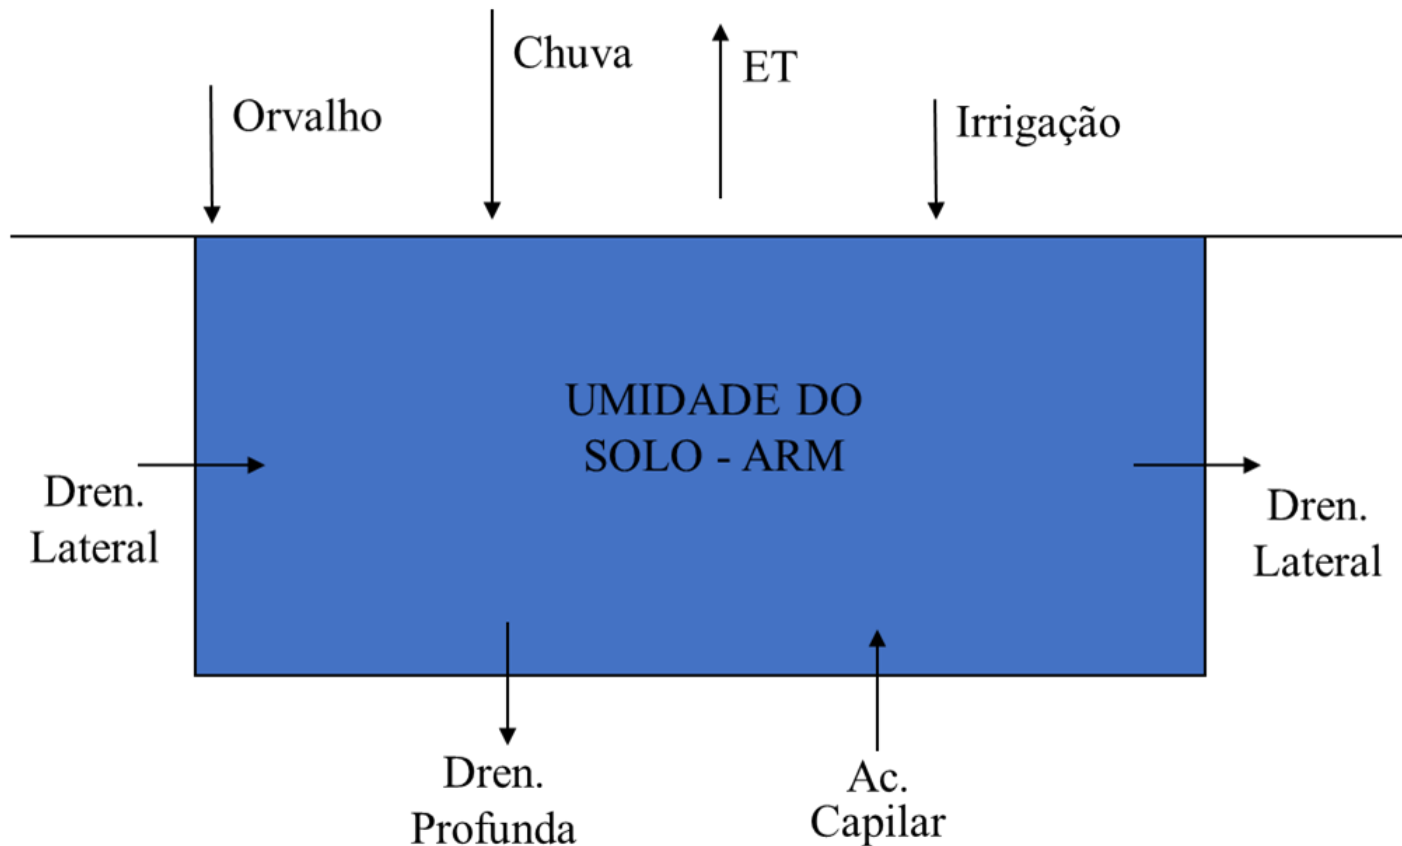 Chuva
ET
Orvalho
Irrigação
UMIDADE DO
SOLO - ARM
Dren.
Lateral
Dren.
Lateral
Dren.
Profunda
Ac.
Capilar